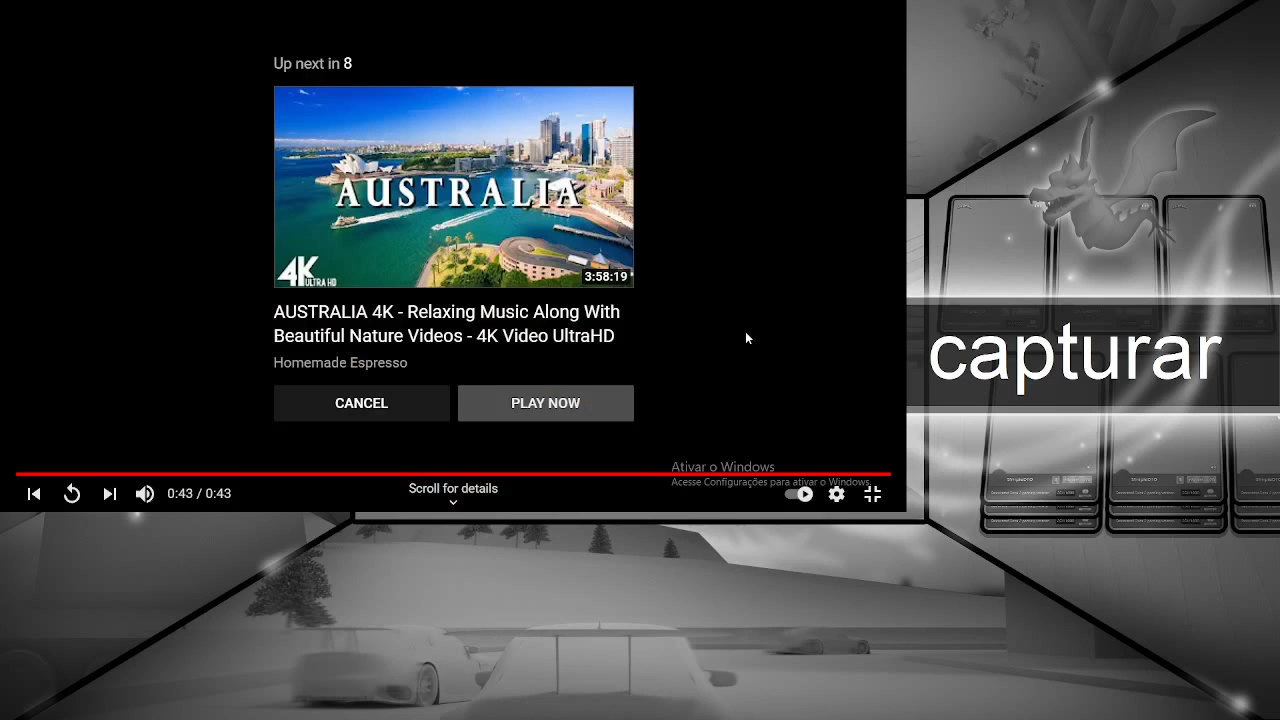 Up next in 8
AUSTRALIA
4K
ULTRA HD
3:58:19
AUSTRALIA 4K - Relaxing Music Along With
Beautiful Nature Videos - 4K Video UltraHD
Homemade Espresso
CANCEL
PLAY NOW
capturar
Ativar o Windows
Acesse Configurações para ativar o Windows.
0:43 / 0:43
Scroll for details